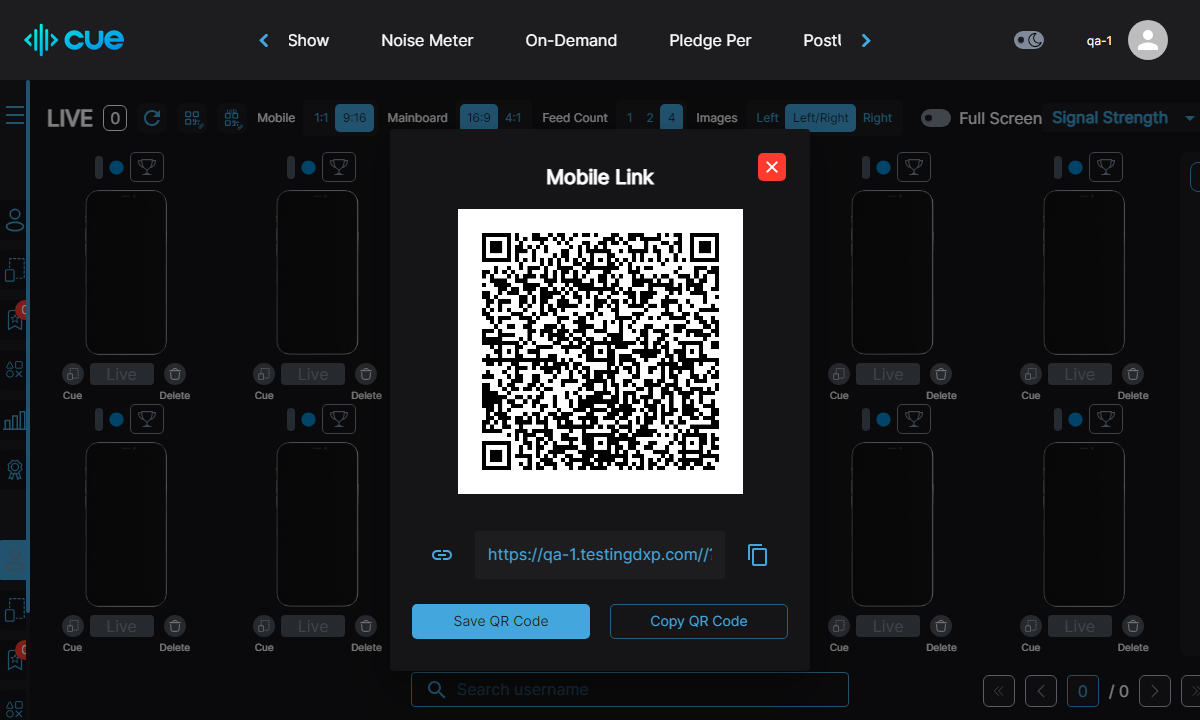 cue
Show
Noise Meter
On-Demand
Pledge Per
qa-1
LIVE
0
Mobile
1:1
9:16
Mainboard
16:9
4:1
Feed Count
1
2
4
Images
Left
Left/Right
Right
Full Screen
Signal Strength
Mobile Link
Live
Live
Live
Live
Cue
Delete
Cue
Delete
Cue
Delete
Cue
Delete
https://qa-1.testingdxp.com//
Save QR Code
Copy QR Code
Live
Live
Live
Live
Cue
Delete
Cue
Delete
Cue
Delete
Cue
Delete
Search username
0
/ 0